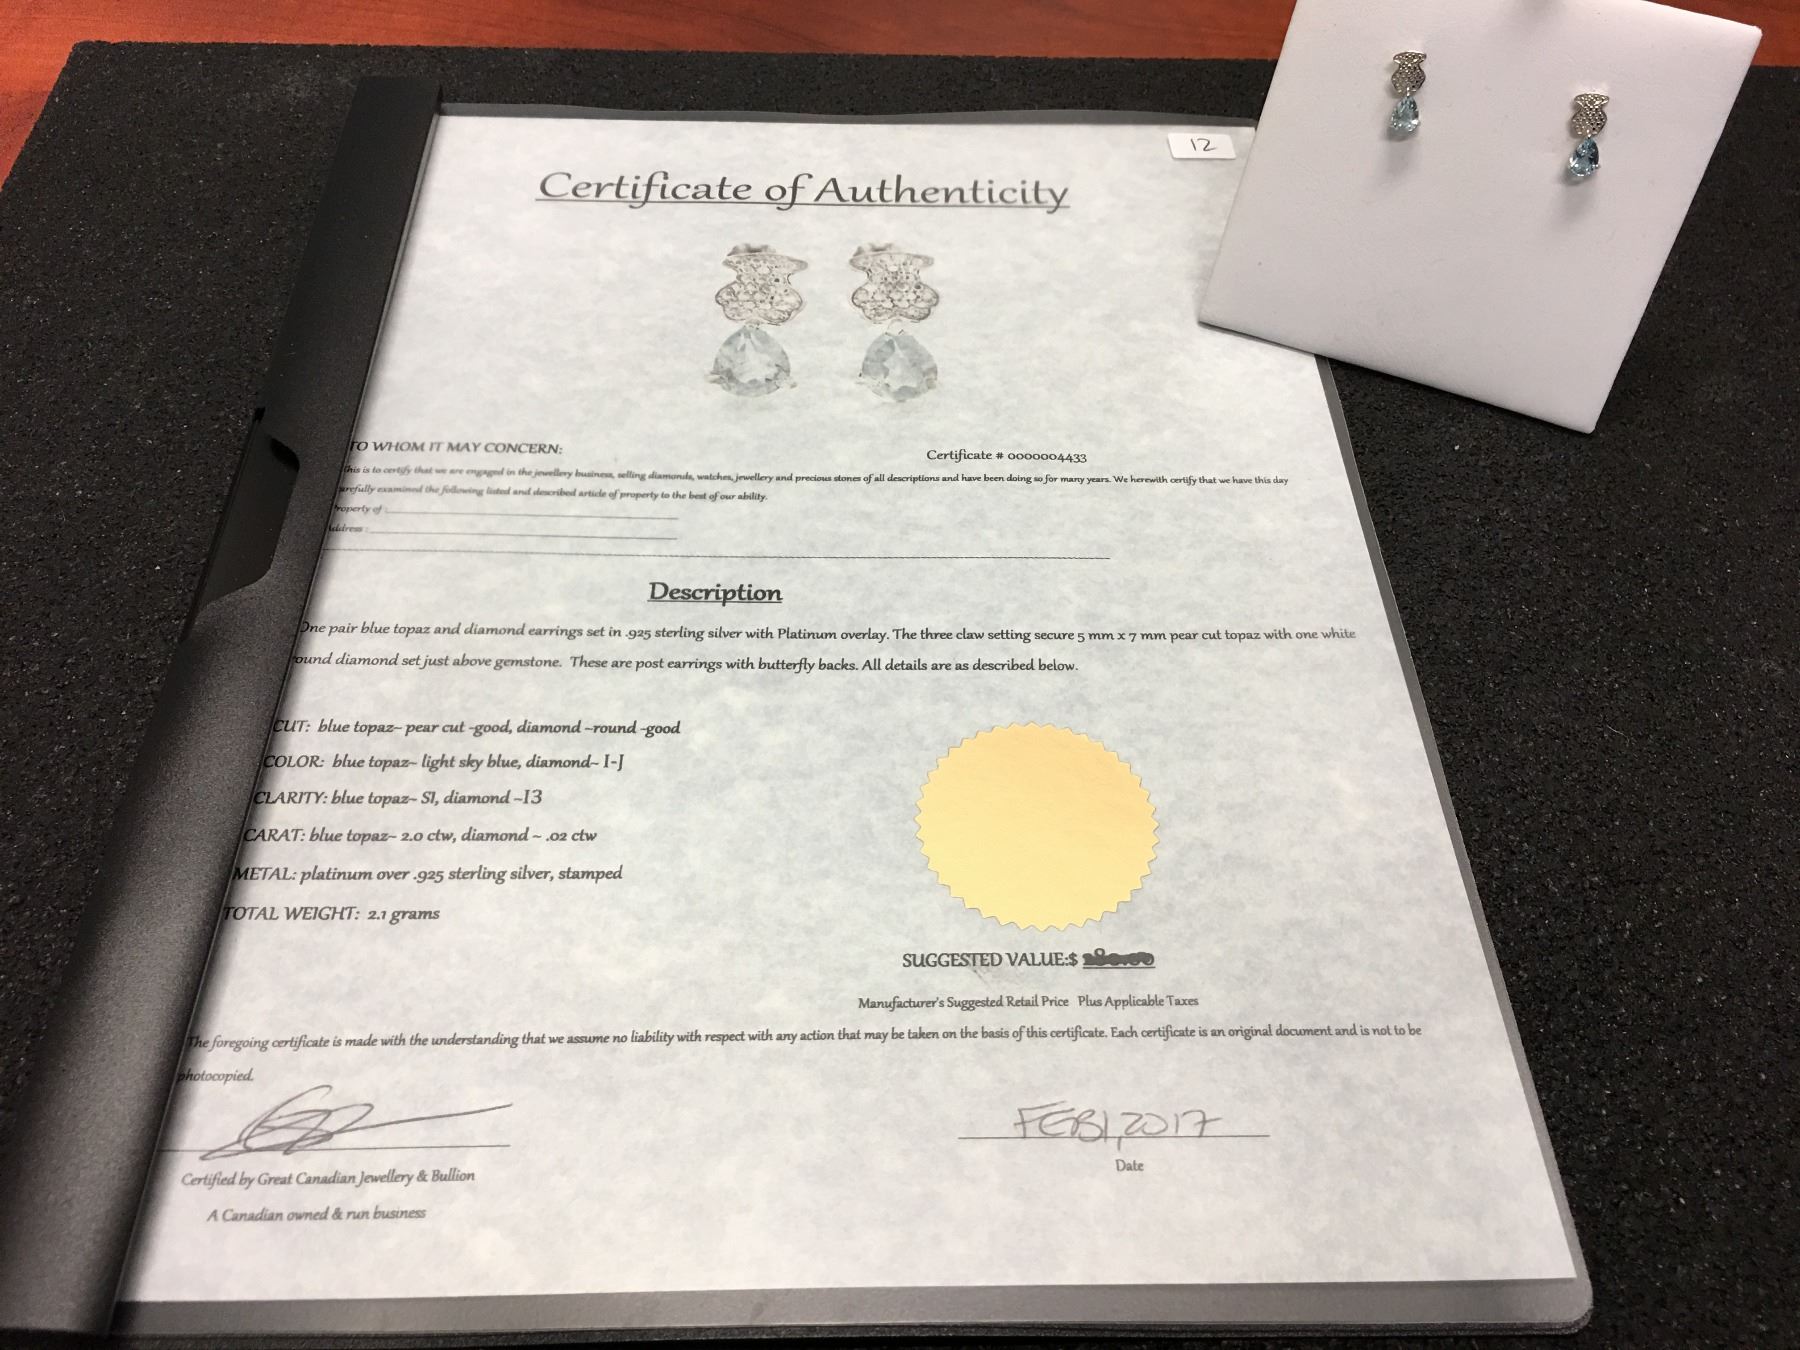 12
Certificate of Authenticity
TO WHOM IT MAY CONCERN:
Certificate # 0000004433
This is to certify that we are engaged in the jewellery business, selling diamonds, watches, jewellery and precious stones of all descriptions and have been doing so for many years. We herewith certify that we have this day
arefully examined the following listed and described article of property to the best of our ability.
roperty of :
ddress :
Description
One pair blue topaz and diamond earrings set in .925 sterling silver with Platinum overlay. The three claw setting secure 5 mm x 7 mm pear cut topaz with one white
ound diamond set just above gemstone. These are post earrings with butterfly backs. All details are as described below.
CUT: blue topaz~ pear cut -good, diamond ~round -good
COLOR: blue topaz~ light sky blue, diamond~ I-J
CLARITY: blue topaz~ S1, diamond ~I3
CARAT: blue topaz~ 2.0 ctw, diamond ~ .02 ctw
METAL: platinum over .925 sterling silver, stamped
TOTAL WEIGHT: 2.1 grams
SUGGESTED VALUE:$
Manufacturer's Suggested Retail Price Plus Applicable Taxes
The foregoing certificate is made with the understanding that we assume no liability with respect with any action that may be taken on the basis of this certificate. Each certificate is an original document and is not to be
photocopied.
FEB 1, 2017
Certified by Great Canadian Jewellery & Bullion
Date
A Canadian owned & run business